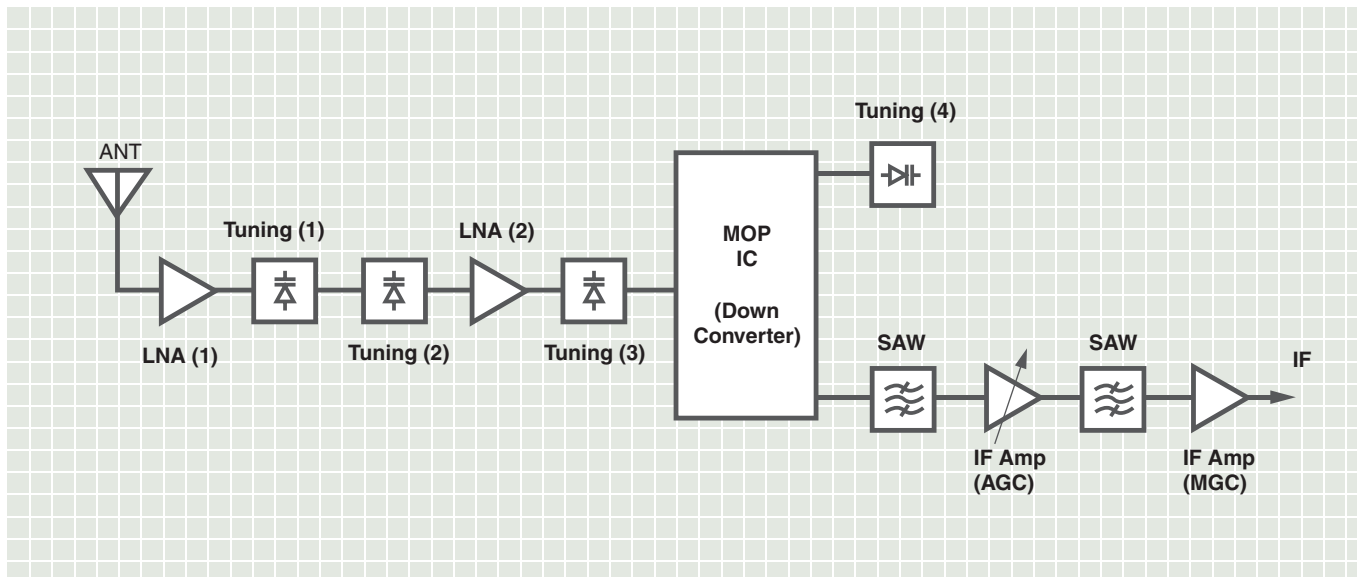 Tuning (4)
ANT
Tuning (1)
LNA (2)
MOP
IC
(Down
Converter)
LNA (1)
Tuning (2)
Tuning (3)
SAW
SAW
IF
IF Amp
(AGC)
IF Amp
(MGC)